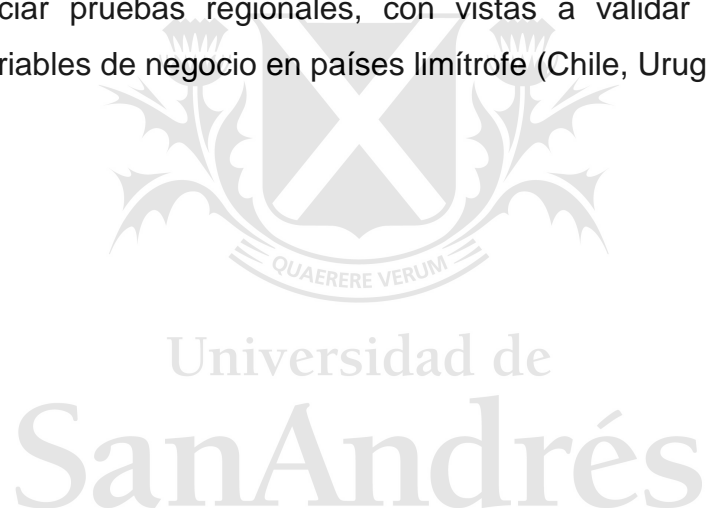 ciar pruebas regionales, con vistas a validar
riables de negocio en países limítrofe (Chile, Urug
QUAERERE VERUM
Universidad de
SanAndrés